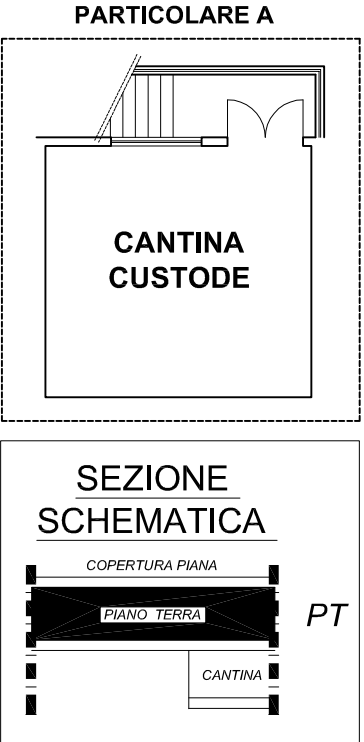 PARTICOLARE A
CANTINA
CUSTODE
SEZIONE
SCHEMATICA
COPERTURA PIANA
PIANO TERRA
PT
CANTINA